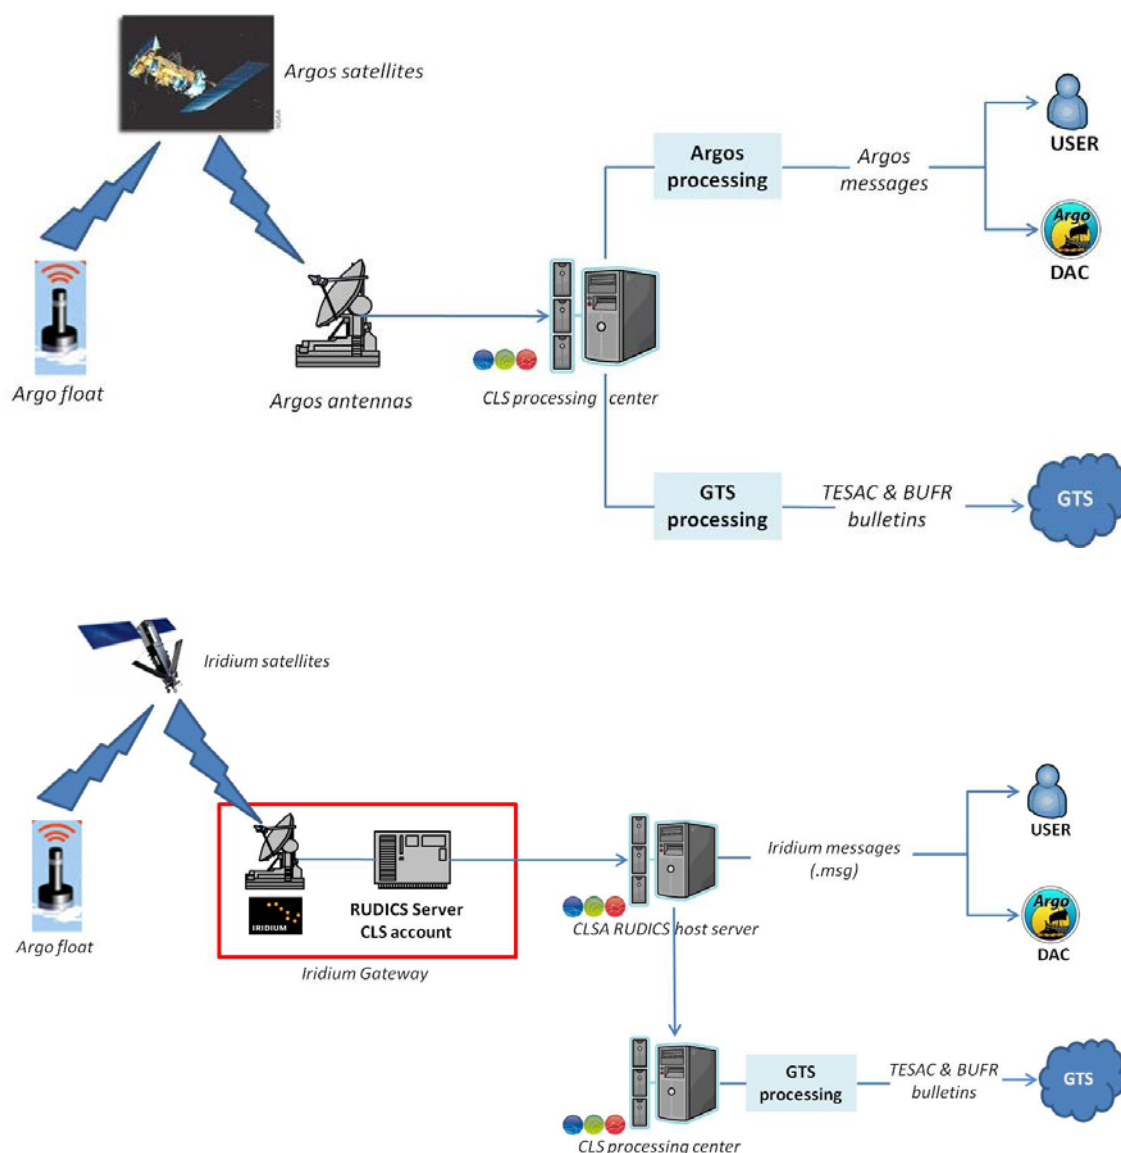 Argos satellites
NOAA
Argos
processing
Argos
messages
USER
Argo
DAC
Argo float
Argos antennas
CLS processing center
GTS
processing
TESAC & BUFR
bulletins
GTS
Iridium satellites
Argo float
IRIDIUM
RUDICS Server
CLS account
Iridium Gateway
CLSA RUDICS host server
Iridium messages
(.msg)
USER
Argo
DAC
CLS processing center
GTS
processing
TESAC & BUFR
bulletins
GTS